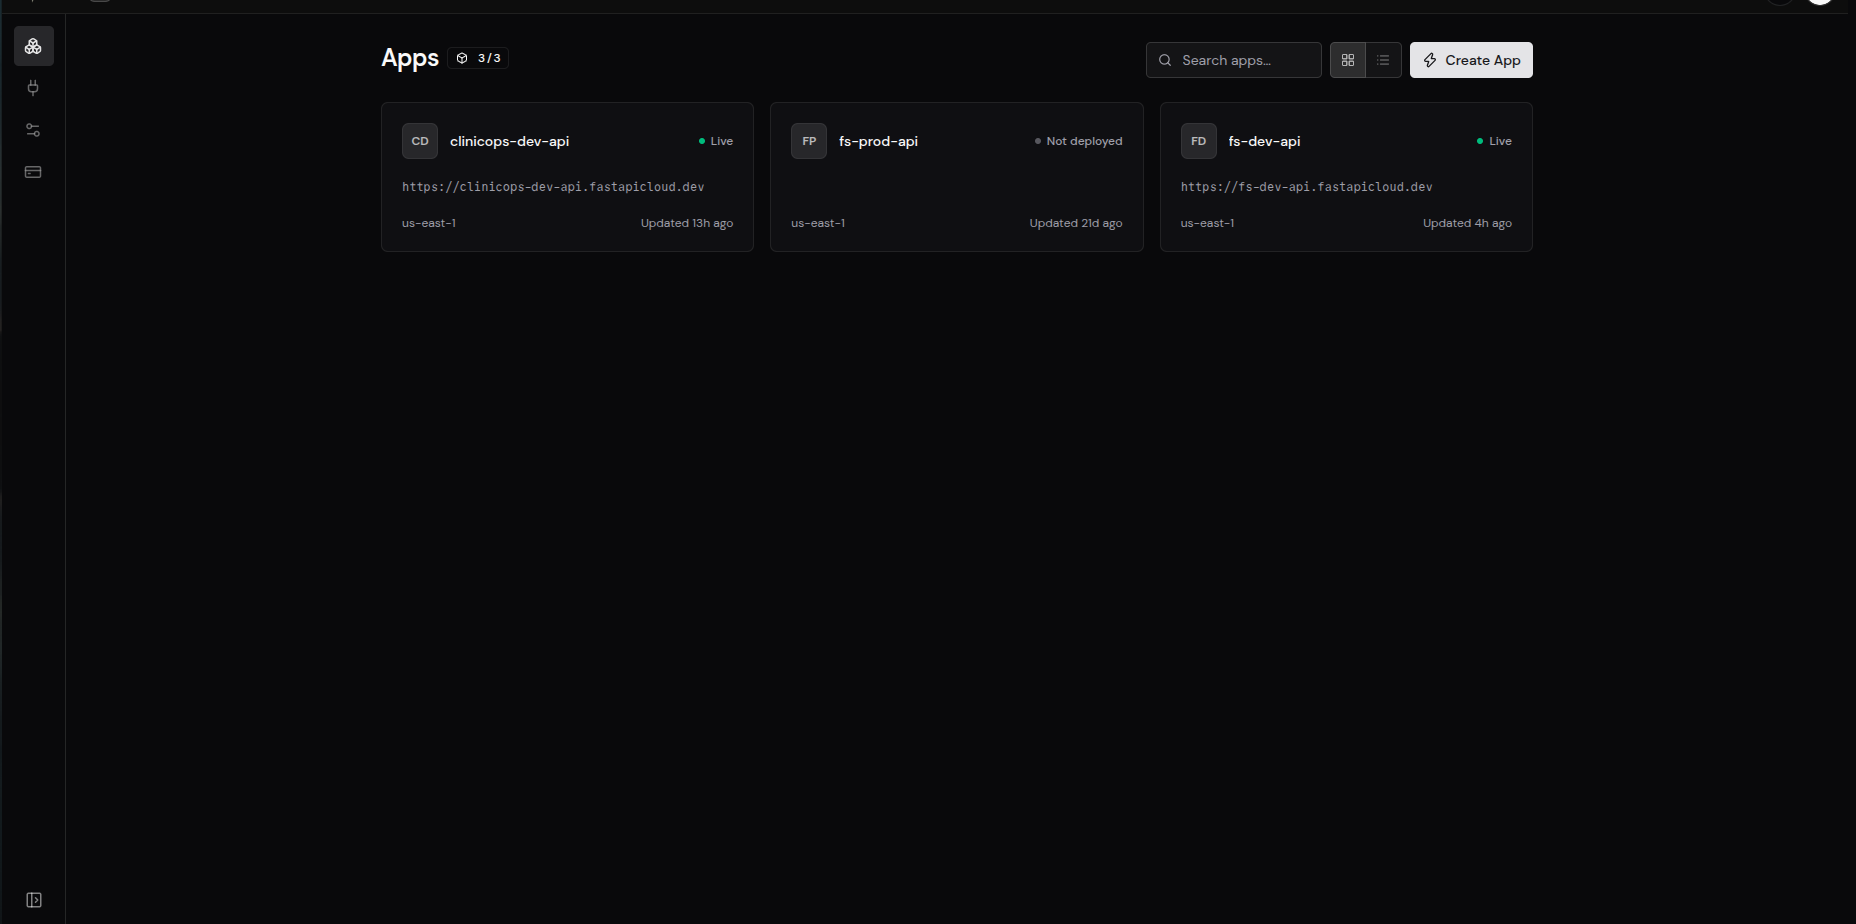 Apps
3/3
Search apps...
Create App
CD
clinicops-dev-api
Live
https://clinicops-dev-api.fastapicloud.dev
us-east-1
Updated 13h ago
FP
fs-prod-api
Not deployed
us-east-1
Updated 21d ago
FD
fs-dev-api
Live
https://fs-dev-api.fastapicloud.dev
us-east-1
Updated 4h ago